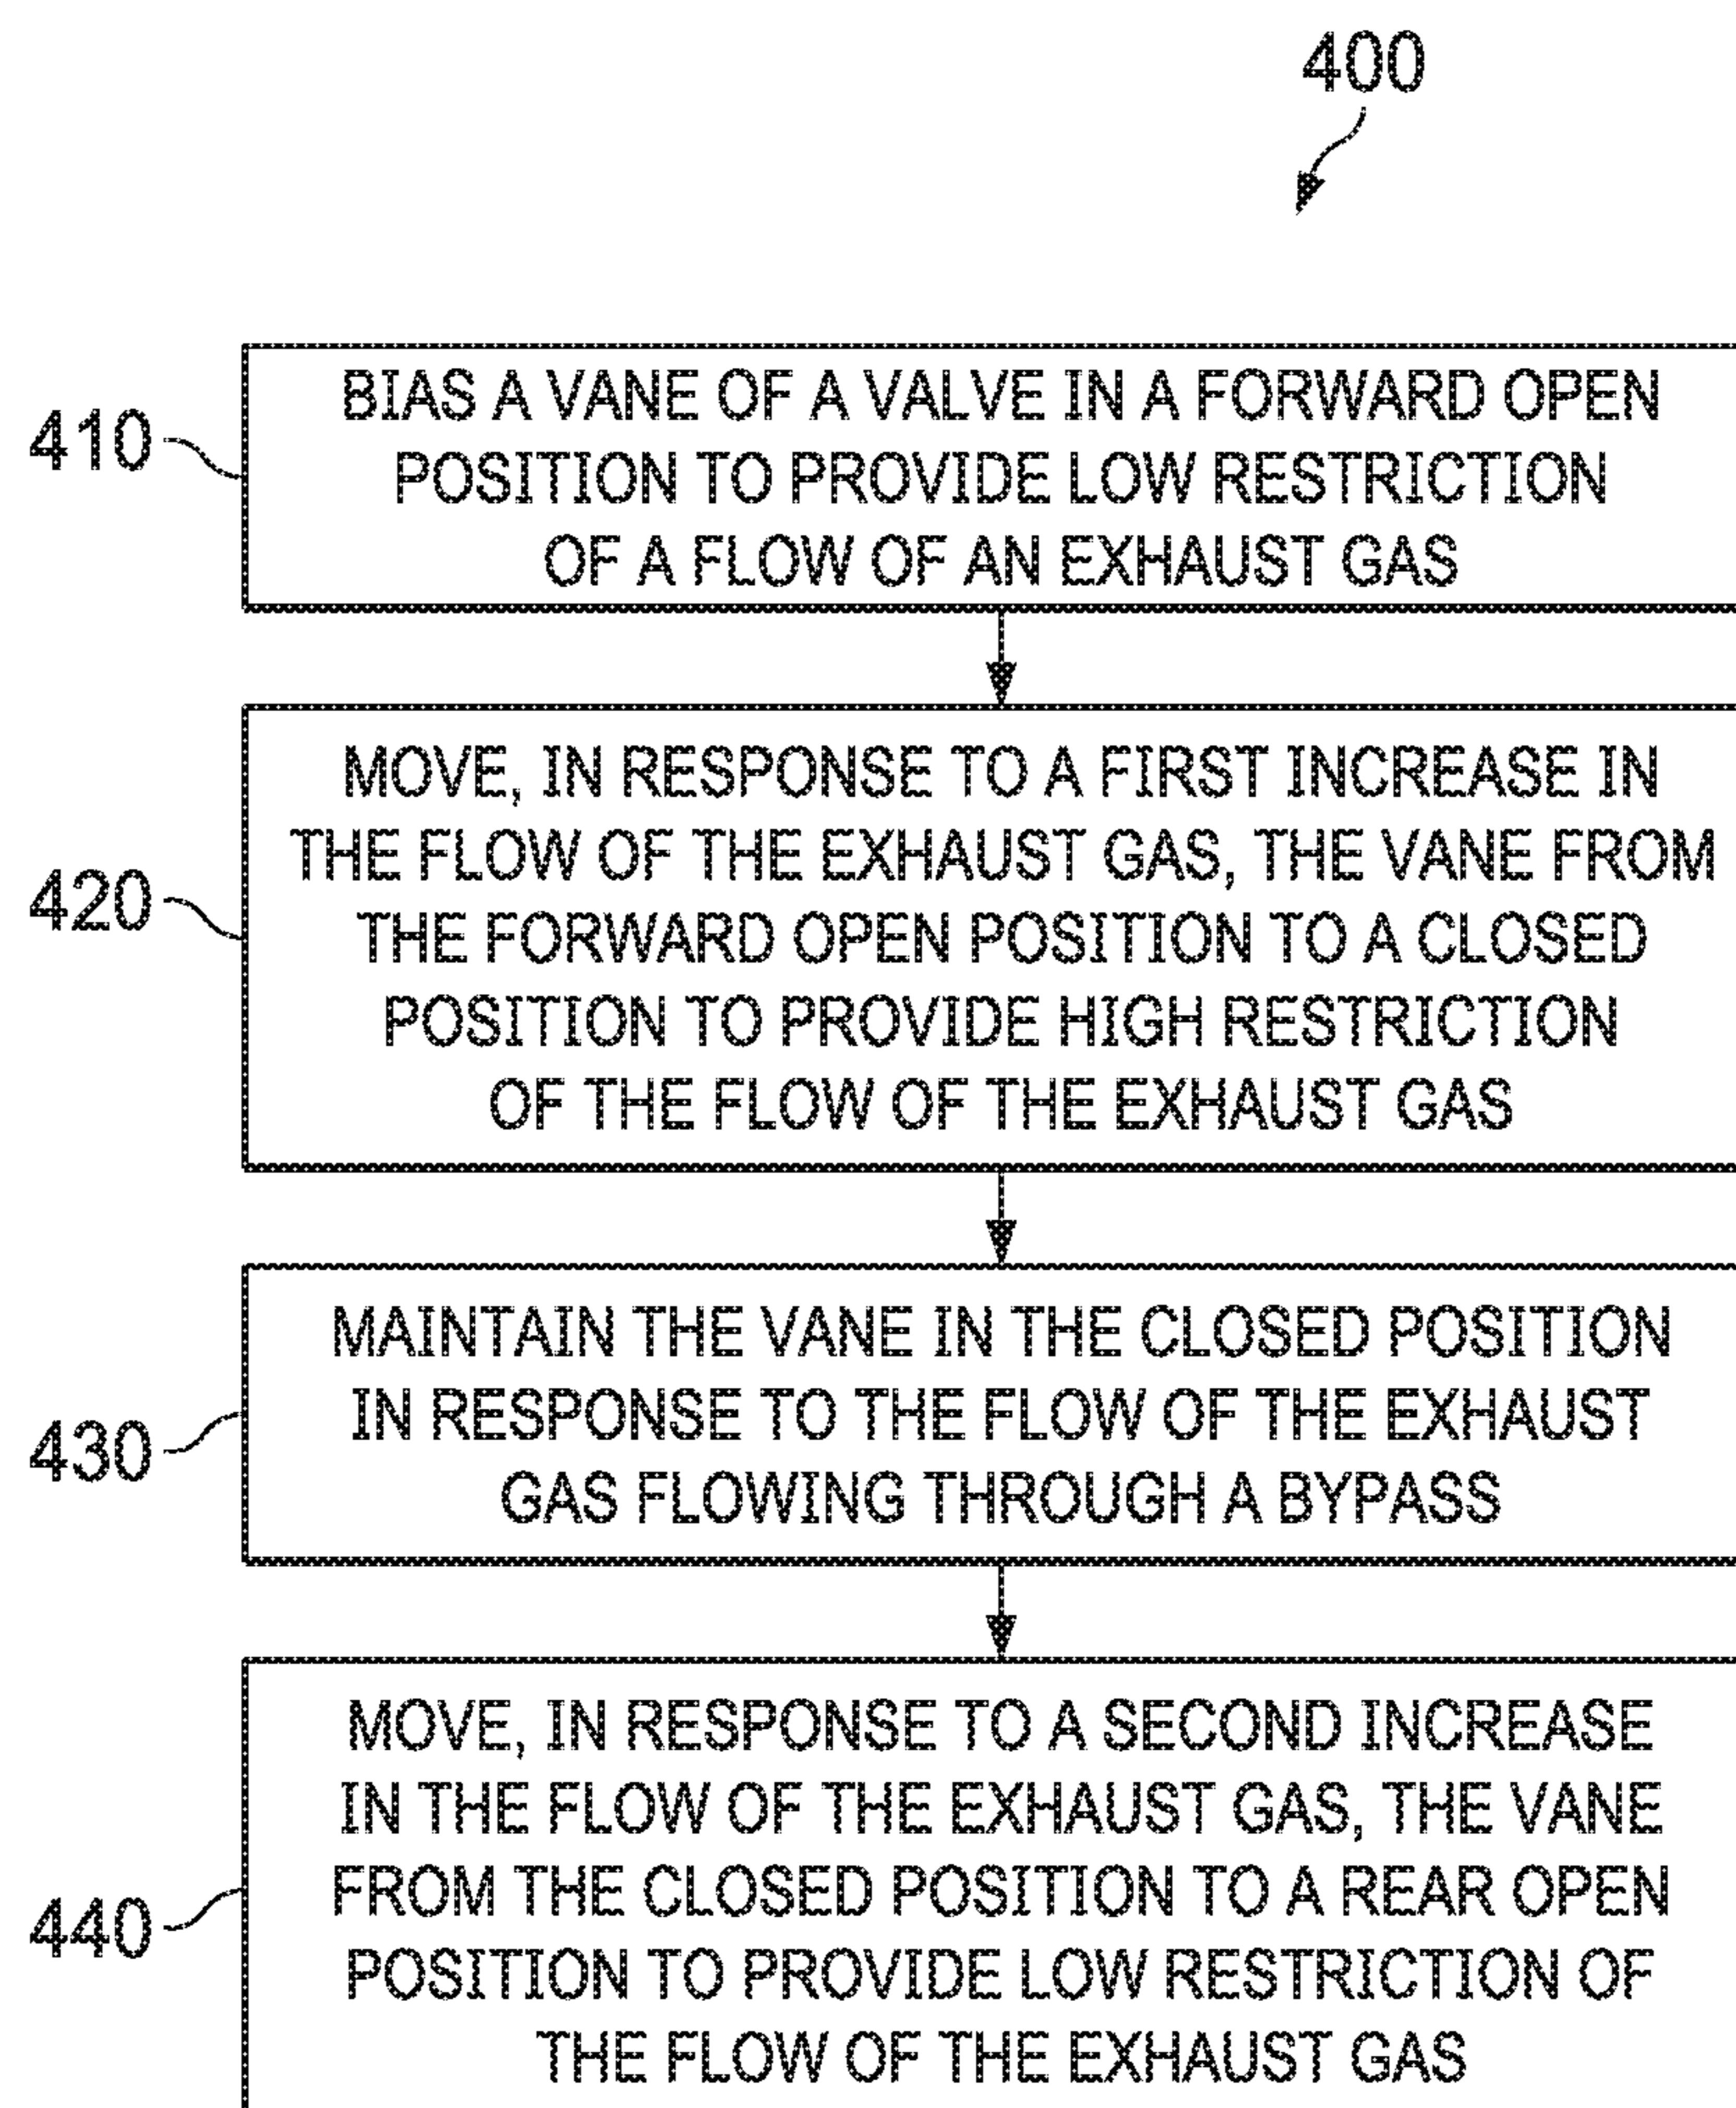 400
410
BIAS A VANE OF A VALVE IN A FORWARD OPEN
POSITION TO PROVIDE LOW RESTRICTION
OF A FLOW OF AN EXHAUST GAS
420
MOVE, IN RESPONSE TO A FIRST INCREASE IN
THE FLOW OF THE EXHAUST GAS, THE VANE FROM
THE FORWARD OPEN POSITION TO A CLOSED
POSITION TO PROVIDE HIGH RESTRICTION
OF THE FLOW OF THE EXHAUST GAS
430
MAINTAIN THE VANE IN THE CLOSED POSITION
IN RESPONSE TO THE FLOW OF THE EXHAUST
GAS FLOWING THROUGH A BYPASS
440
MOVE, IN RESPONSE TO A SECOND INCREASE
IN THE FLOW OF THE EXHAUST GAS, THE VANE
FROM THE CLOSED POSITION TO A REAR OPEN
POSITION TO PROVIDE LOW RESTRICTION OF
THE FLOW OF THE EXHAUST GAS